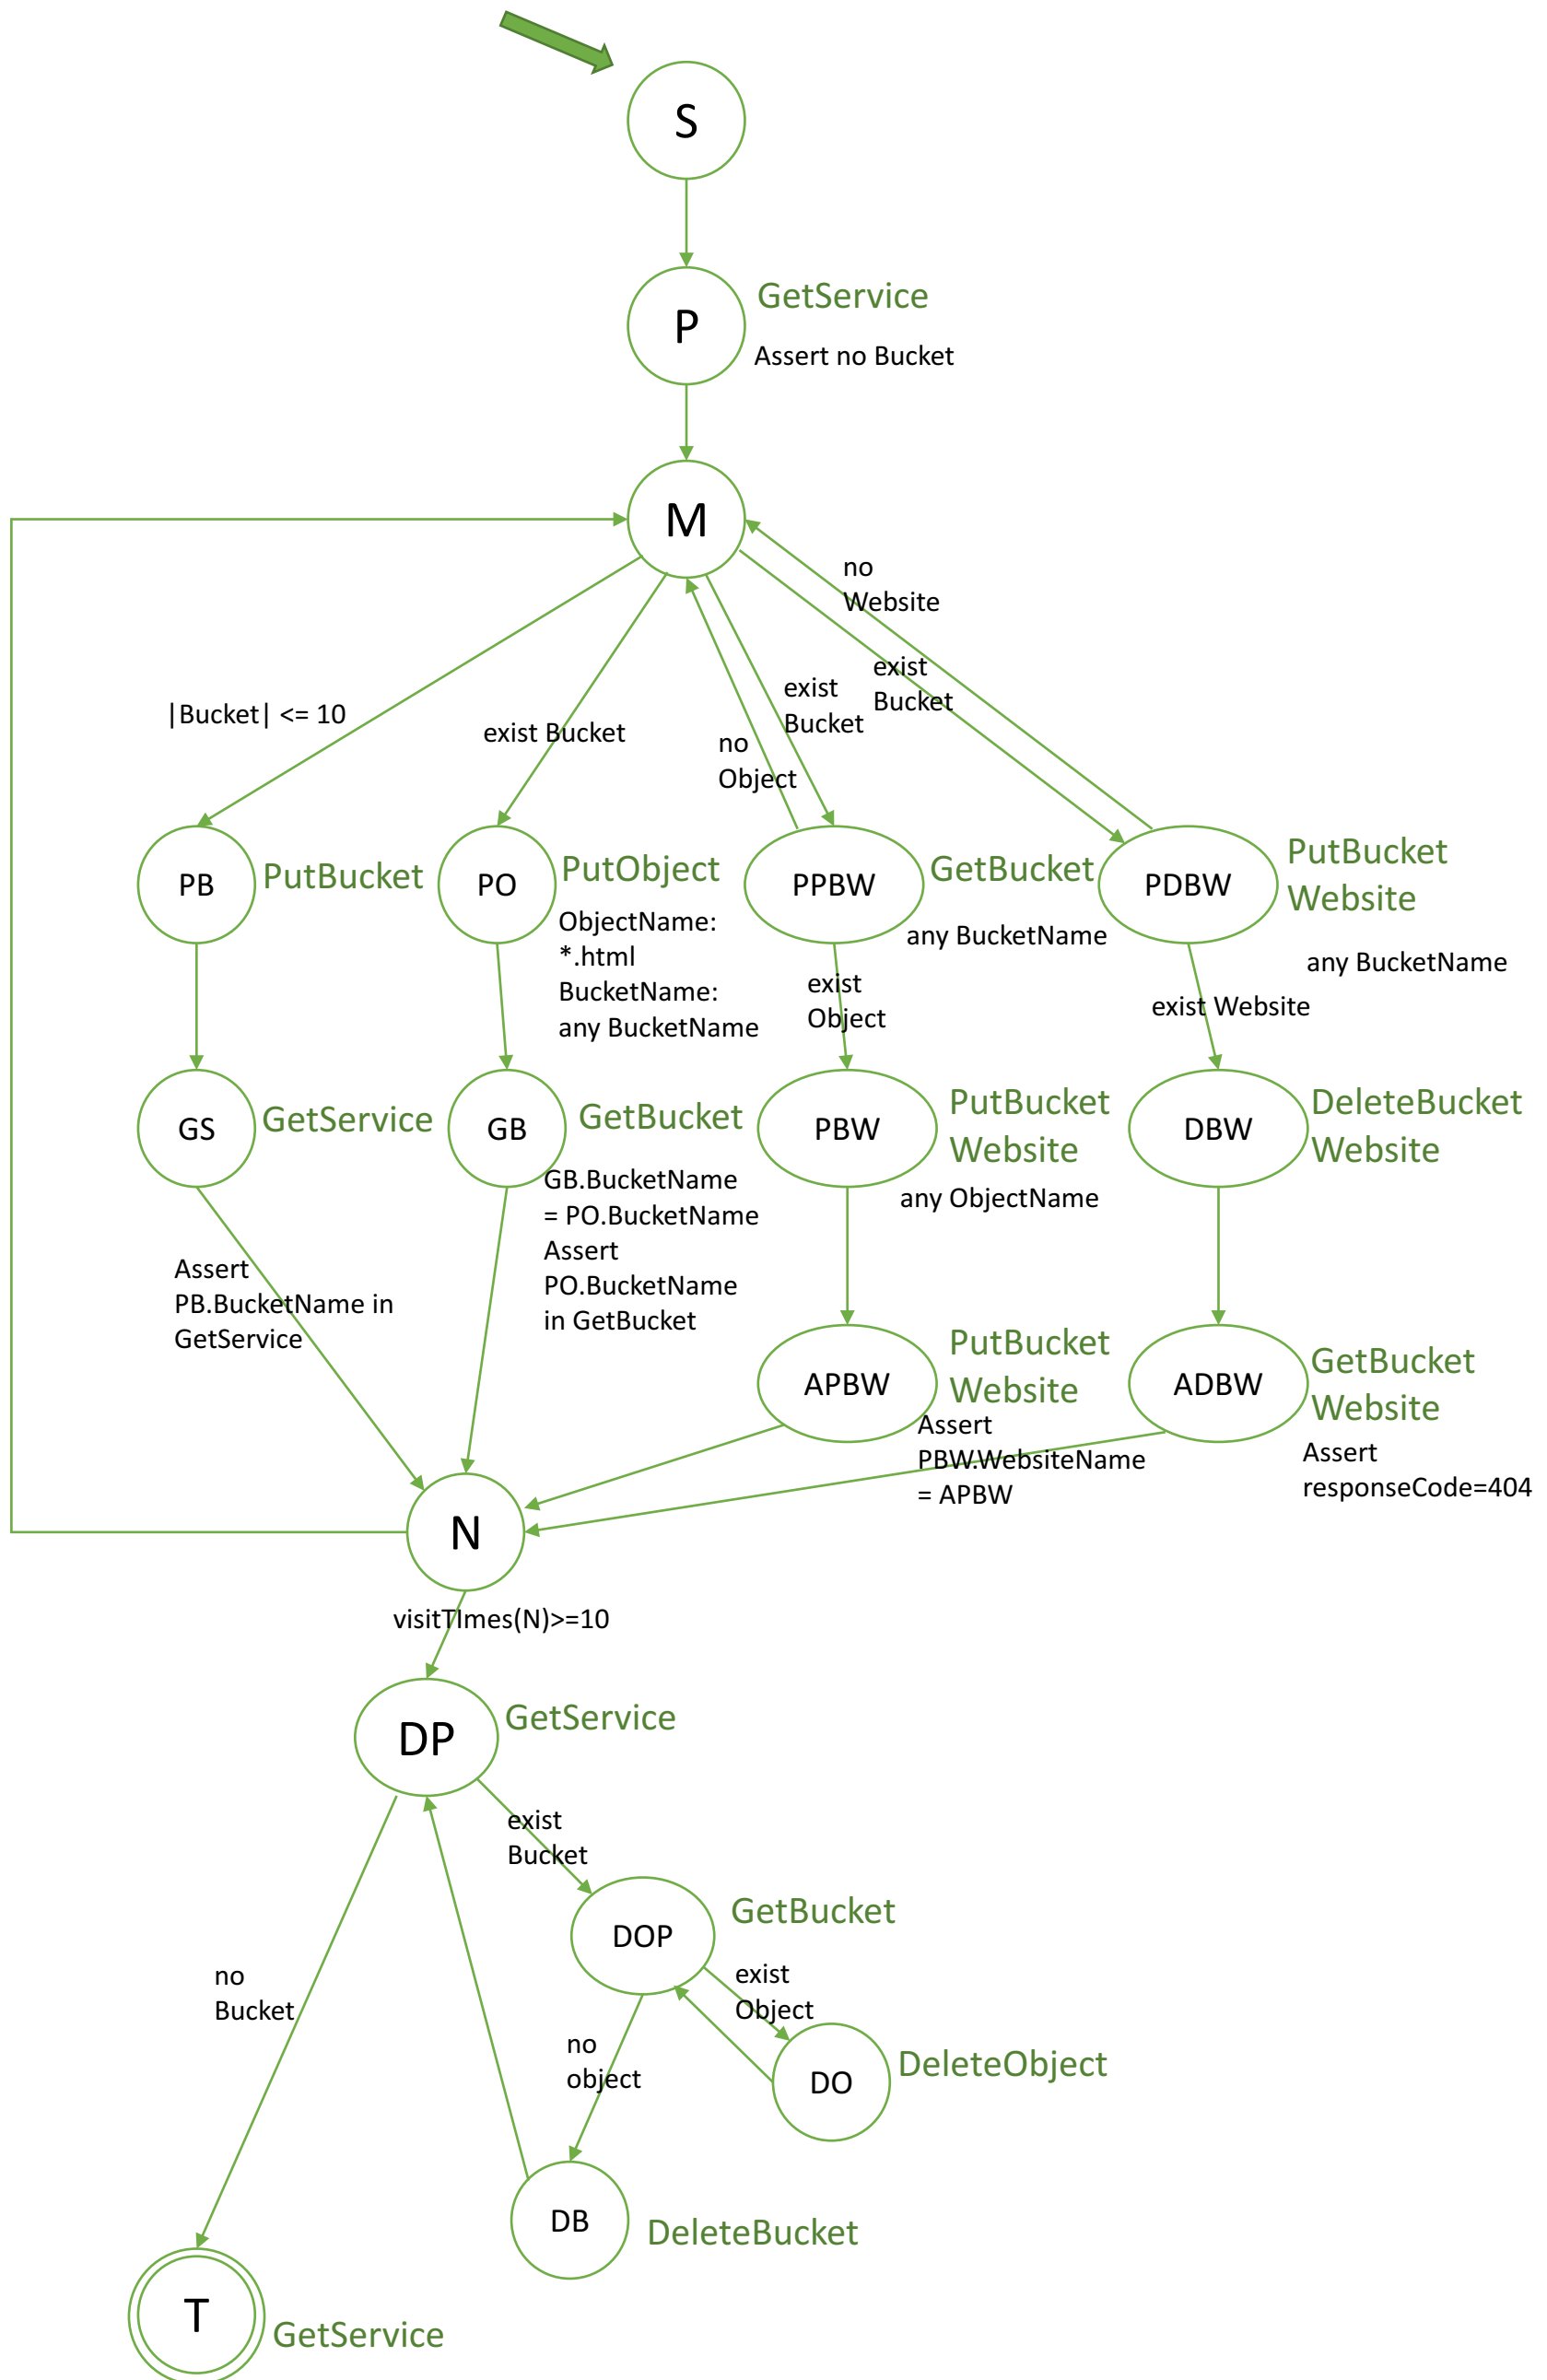 S
P
GetService
Assert no Bucket
M
no
Website
exist
Bucket
exist
Bucket
|Bucket| <= 10
exist Bucket
no
Object
PB
PutBucket
PO
PutObject
ObjectName:
*.html
BucketName:
any BucketName
PPBW
GetBucket
any BucketName
PDBW
PutBucket
Website
any BucketName
exist
Object
exist Website
GS
GetService
GB
GetBucket
GB.BucketName
= PO.BucketName
Assert
PO.BucketName
in GetBucket
PBW
PutBucket
Website
any ObjectName
DBW
DeleteBucket
Website
Assert
PB.BucketName in
GetService
APBW
PutBucket
Website
Assert
PBW.WebsiteName
= APBW
ADBW
GetBucket
Website
Assert
responseCode=404
N
visitTImes(N)>=10
DP
GetService
exist
Bucket
DOP
GetBucket
no
Bucket
exist
Object
no
object
DO
DeleteObject
DB
DeleteBucket
T
GetService